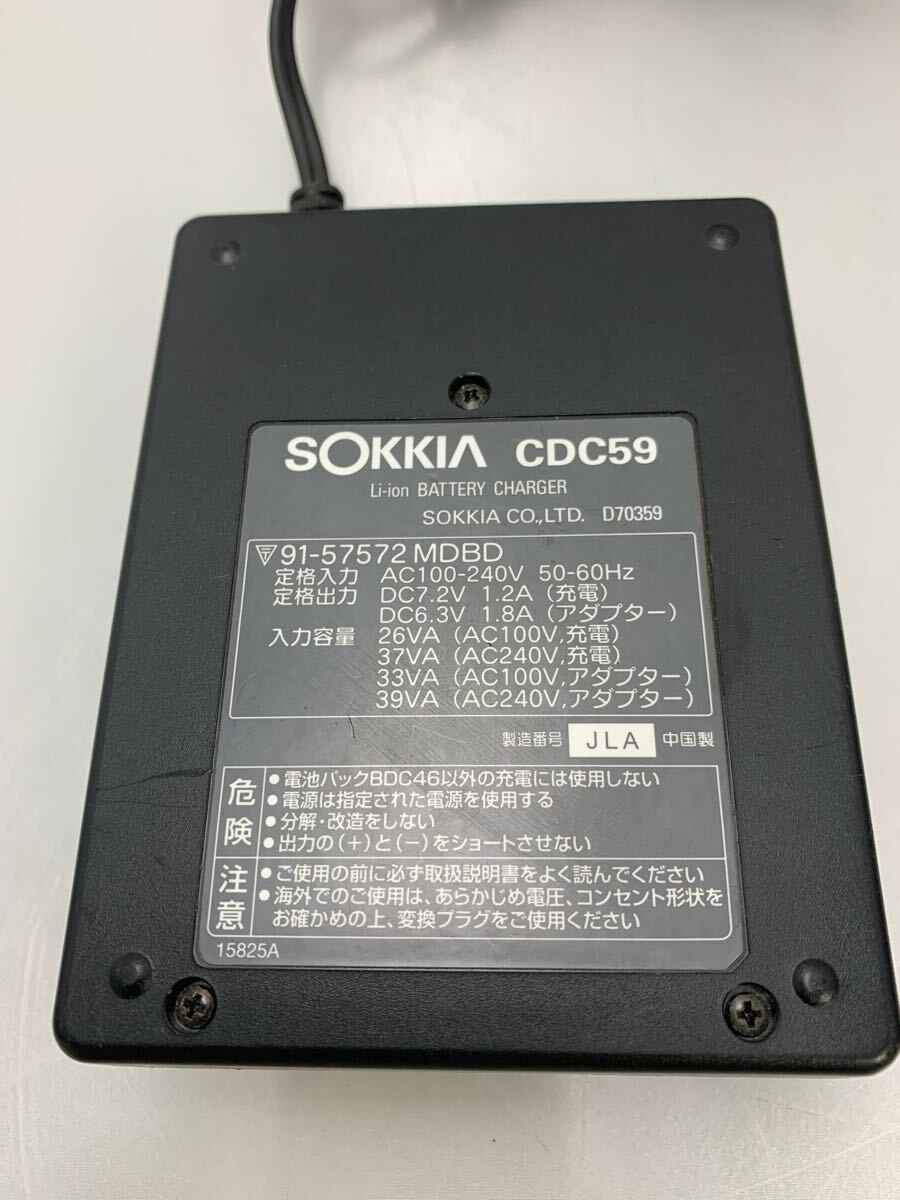 SOKKIA CDC59
Li-ion BATTERY CHARGER
SOKKIA CO.,LTD. D70359
91-57572 MDBD
定格入力 AC100-240V 50-60Hz
定格出力 DC7.2V 1.2A (充電)
DC6.3V 1.8A (アダプター)
入力容量 26VA (AC100V,充電)
37VA (AC240V,充電)
33VA (AC100V,アダプター)
39VA (AC240V,アダプター)
製造番号 JLA 中国製
危険
•電池パックBDC46以外の充電には使用しない
•電源は指定された電源を使用する
•分解・改造をしない
•出力の(+)と(−)をショートさせない
注意
•ご使用の前に必ず取扱説明書をよく読んでください
•海外でのご使用は、あらかじめ電圧、コンセント形状を
お確かめの上、変換プラグをご使用ください
15825A